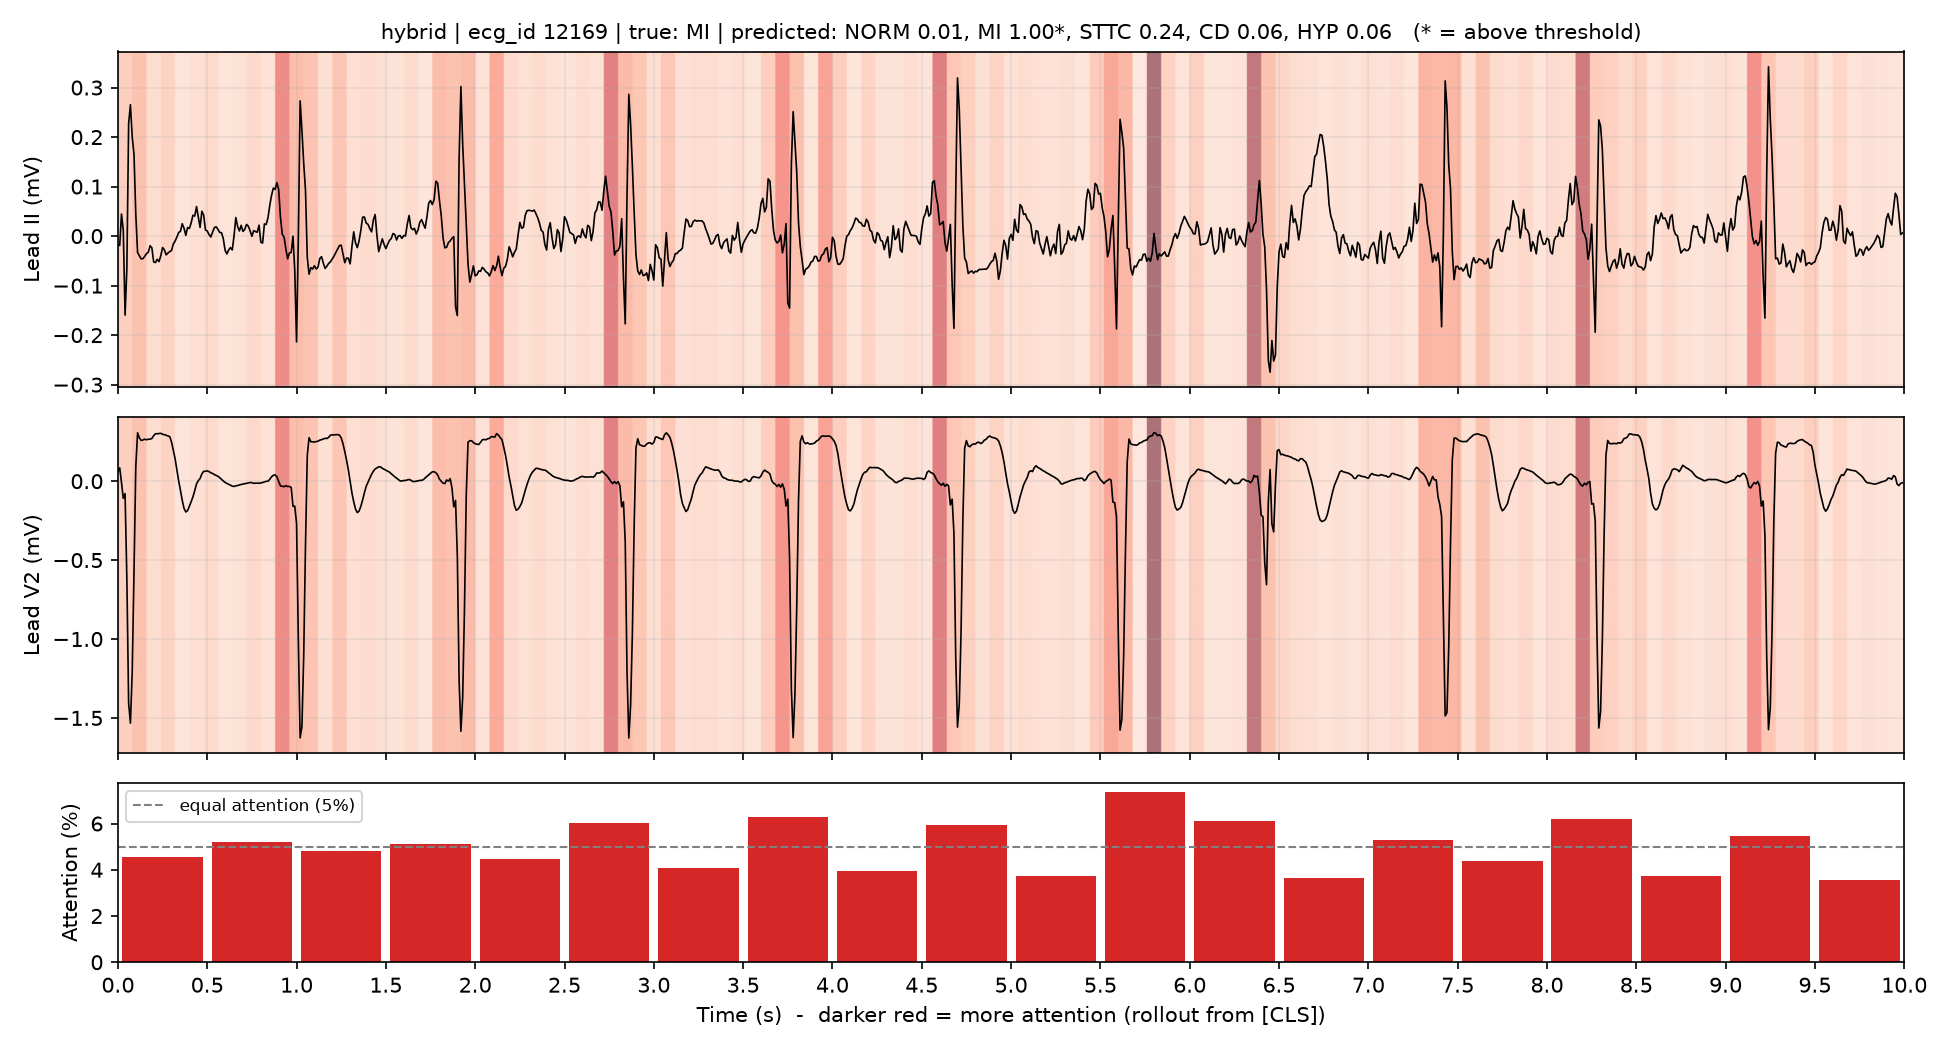 hybrid | ecg_id 12169 | true: MI | predicted: NORM 0.01, MI 1.00*, STTC 0.24, CD 0.06, HYP 0.06   (* = above threshold)
Lead II (mV)
0.3
0.2
0.1
0.0
−0.1
−0.2
−0.3
Lead V2 (mV)
0.0
−0.5
−1.0
−1.5
Attention (%)
6
4
2
0
equal attention (5%)
0.0 0.5 1.0 1.5 2.0 2.5 3.0 3.5 4.0 4.5 5.0 5.5 6.0 6.5 7.0 7.5 8.0 8.5 9.0 9.5 10.0
Time (s)  -  darker red = more attention (rollout from [CLS])